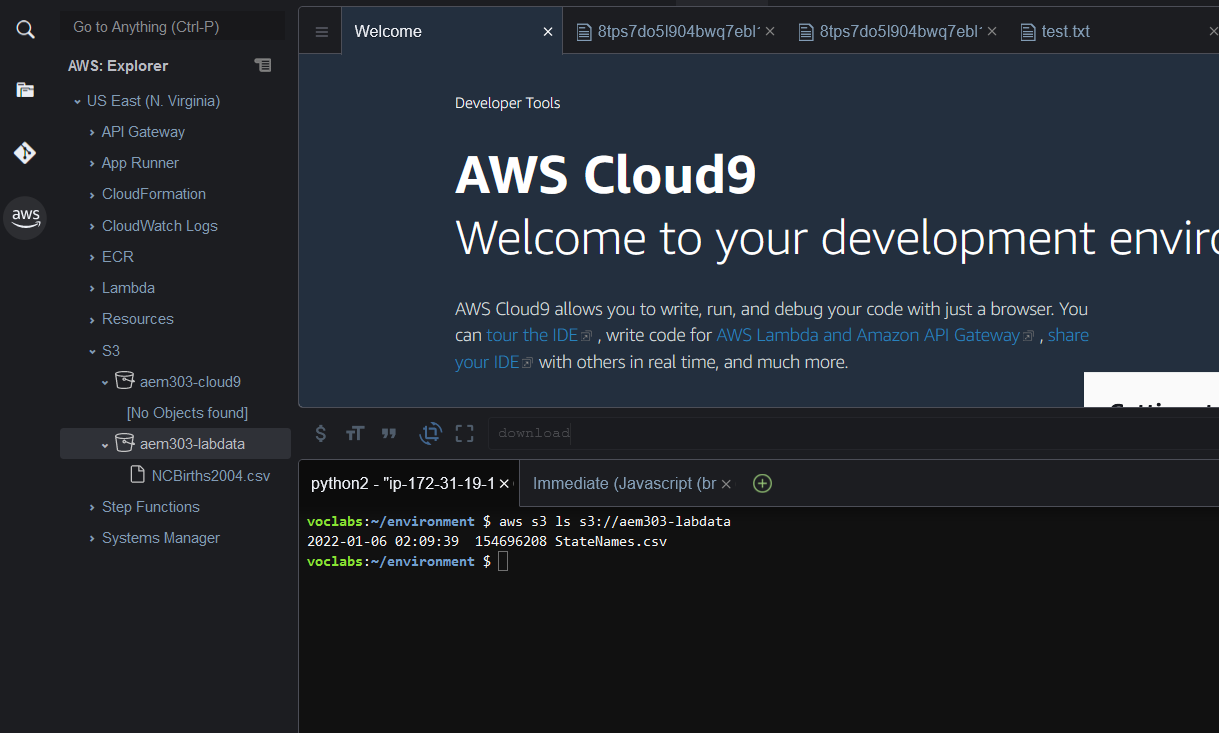 Go to Anything (Ctrl-P)
AWS: Explorer
US East (N. Virginia)
API Gateway
App Runner
CloudFormation
CloudWatch Logs
ECR
Lambda
Resources
S3
aem303-cloud9
[No Objects found]
aem303-labdata
NCBirths2004.csv
Step Functions
Systems Manager
aws
Welcome
8tps7do5l904bwq7ebl
8tps7do5l904bwq7ebl
test.txt
Developer Tools
AWS Cloud9
Welcome to your development enviro
AWS Cloud9 allows you to write, run, and debug your code with just a browser. You
can tour the IDE , write code for AWS Lambda and Amazon API Gateway , share
your IDE with others in real time, and much more.
download
python2 - "ip-172-31-19-1
Immediate (Javascript (br
voclabs:~/environment $ aws s3 ls s3://aem303-labdata
2022-01-06 02:09:39  154696208 StateNames.csv
voclabs:~/environment $